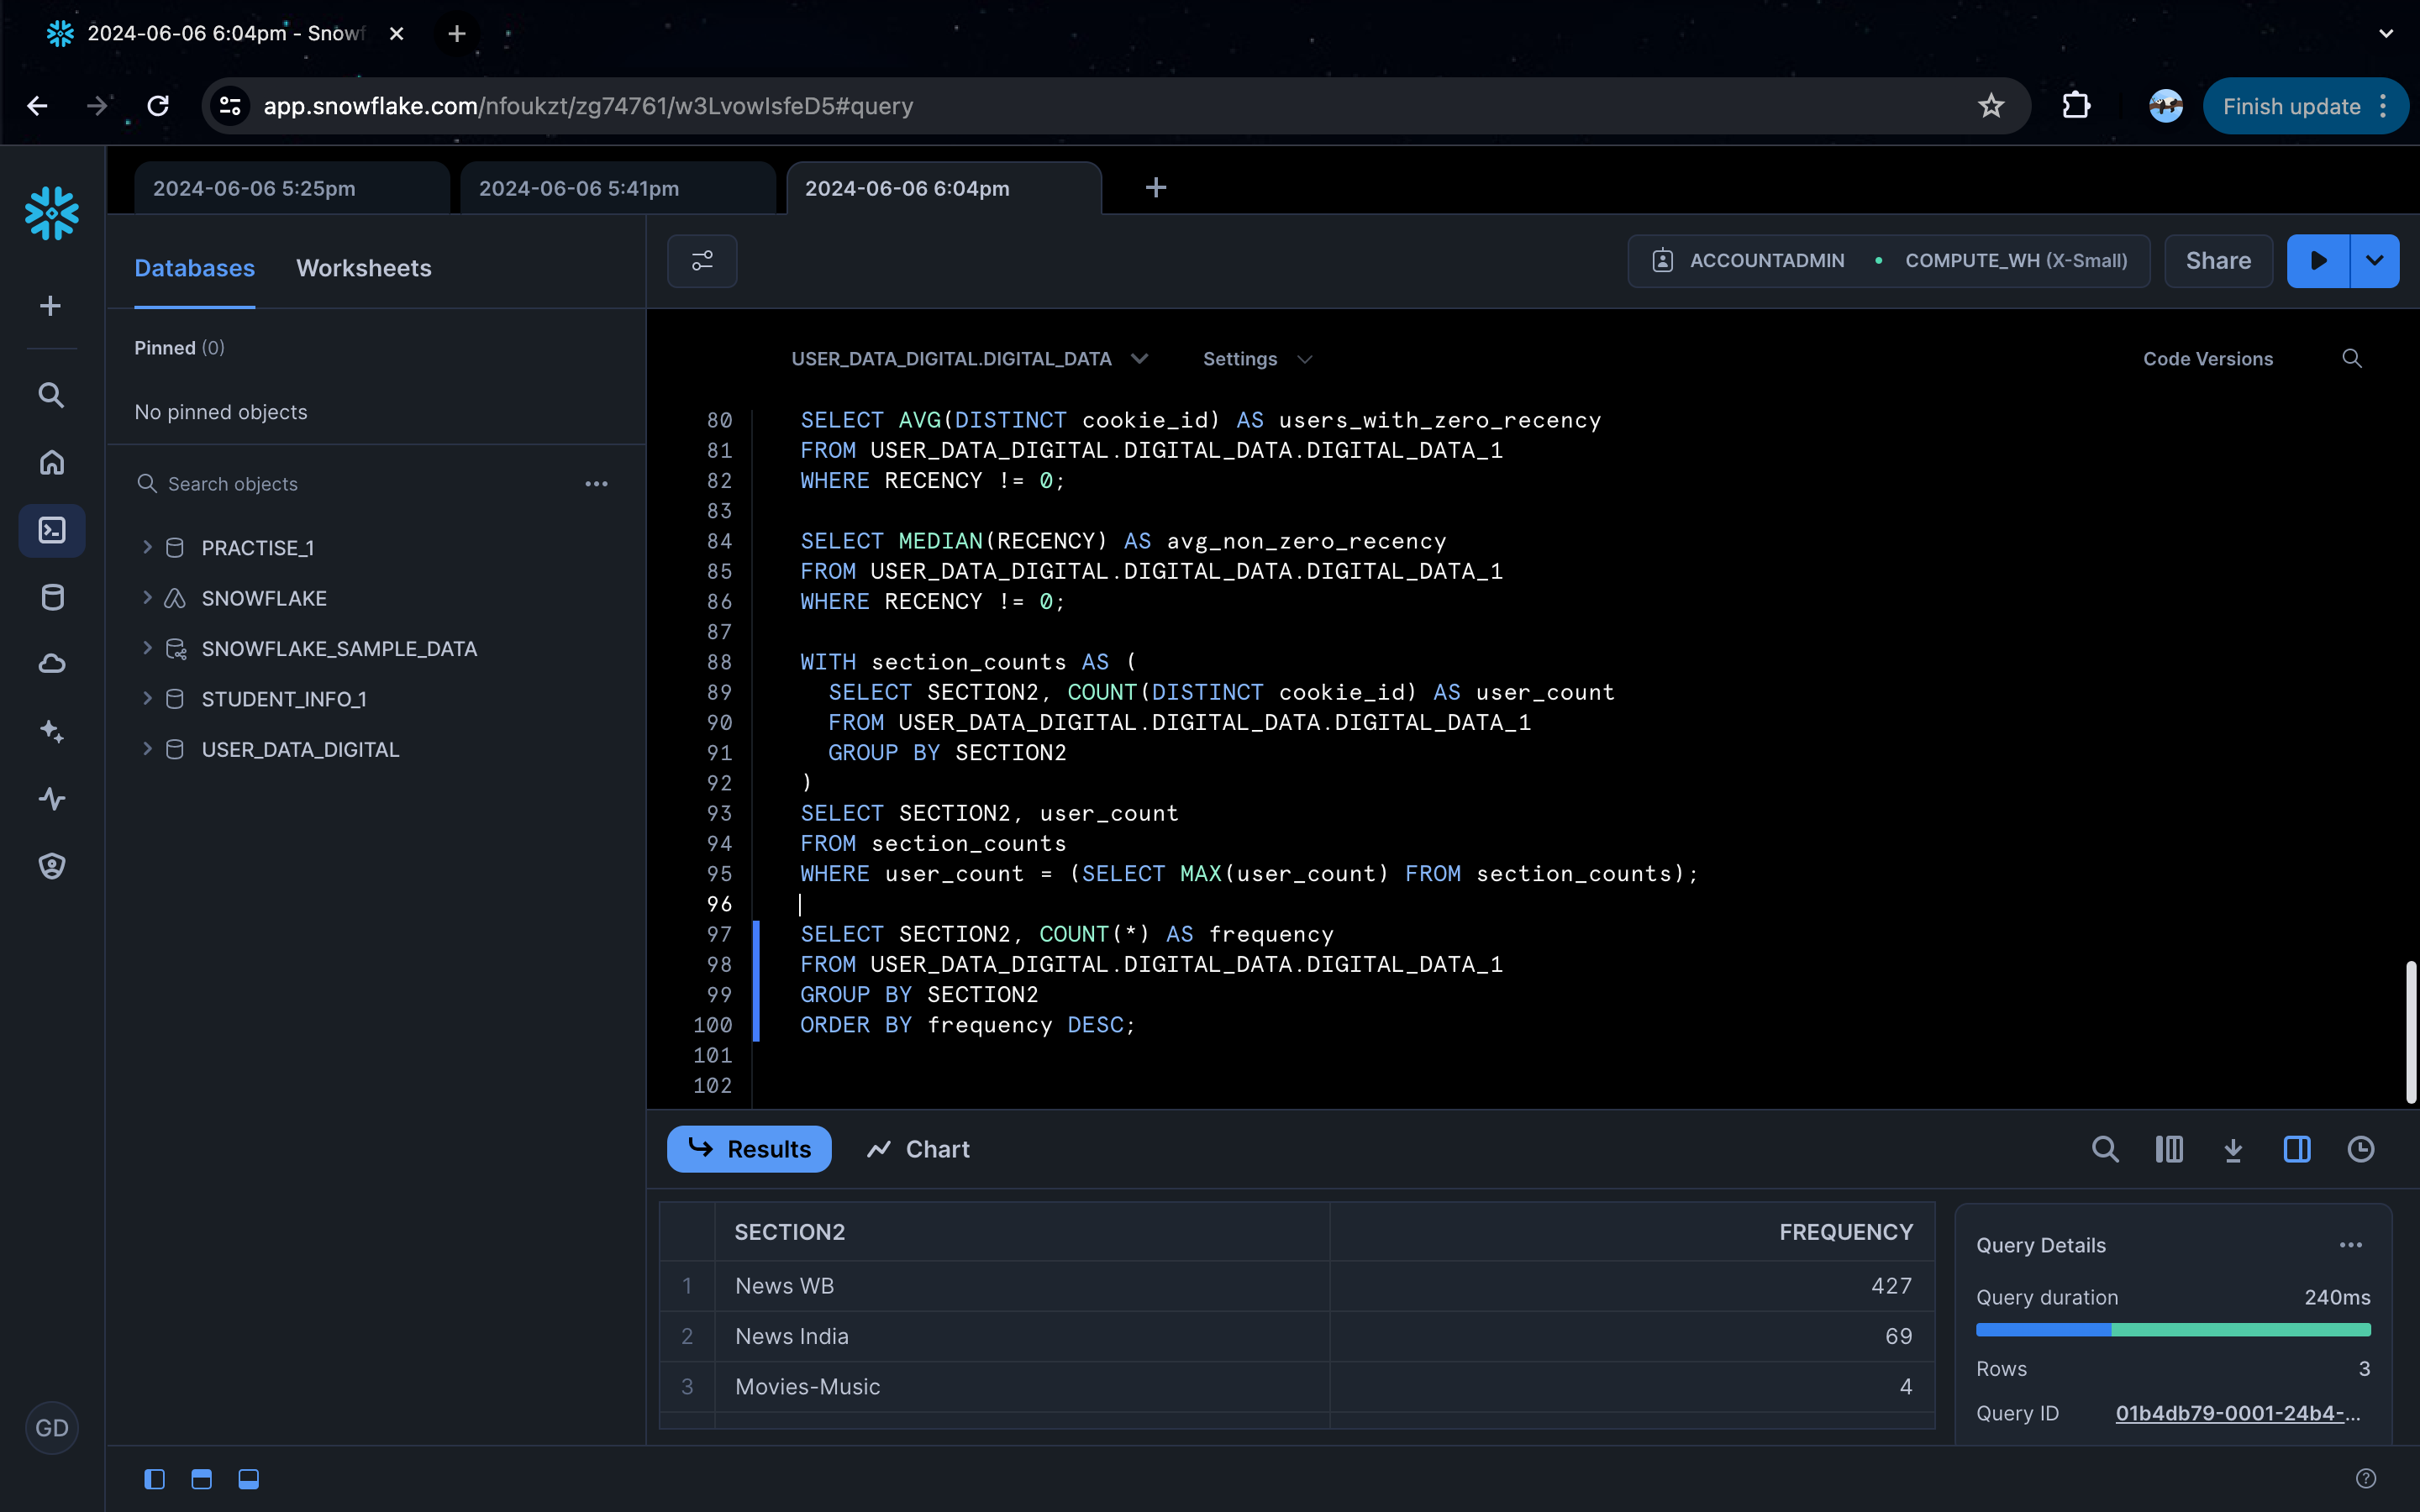 2024-06-06 6:04pm - Snowf
app.snowflake.com/nfoukzt/zg74761/w3LvowIsfeD5#query
Finish update
2024-06-06 5:25pm
2024-06-06 5:41pm
2024-06-06 6:04pm
Databases
Worksheets
ACCOUNTADMIN
COMPUTE_WH (X-Small)
Share
Pinned (0)
No pinned objects
Search objects
PRACTISE_1
SNOWFLAKE
SNOWFLAKE_SAMPLE_DATA
STUDENT_INFO_1
USER_DATA_DIGITAL
GD
USER_DATA_DIGITAL.DIGITAL_DATA
Settings
Code Versions
80 SELECT AVG(DISTINCT cookie_id) AS users_with_zero_recency
81 FROM USER_DATA_DIGITAL.DIGITAL_DATA.DIGITAL_DATA_1
82 WHERE RECENCY != 0;
83
84 SELECT MEDIAN(RECENCY) AS avg_non_zero_recency
85 FROM USER_DATA_DIGITAL.DIGITAL_DATA.DIGITAL_DATA_1
86 WHERE RECENCY != 0;
87
88 WITH section_counts AS (
89 SELECT SECTION2, COUNT(DISTINCT cookie_id) AS user_count
90 FROM USER_DATA_DIGITAL.DIGITAL_DATA.DIGITAL_DATA_1
91 GROUP BY SECTION2
92 )
93 SELECT SECTION2, user_count
94 FROM section_counts
95 WHERE user_count = (SELECT MAX(user_count) FROM section_counts);
96
97 SELECT SECTION2, COUNT(*) AS frequency
98 FROM USER_DATA_DIGITAL.DIGITAL_DATA.DIGITAL_DATA_1
99 GROUP BY SECTION2
100 ORDER BY frequency DESC;
101
102
Results
Chart
SECTION2 FREQUENCY
1 News WB 427
2 News India 69
3 Movies-Music 4
Query Details
Query duration 240ms
Rows 3
Query ID 01b4db79-0001-24b4-...